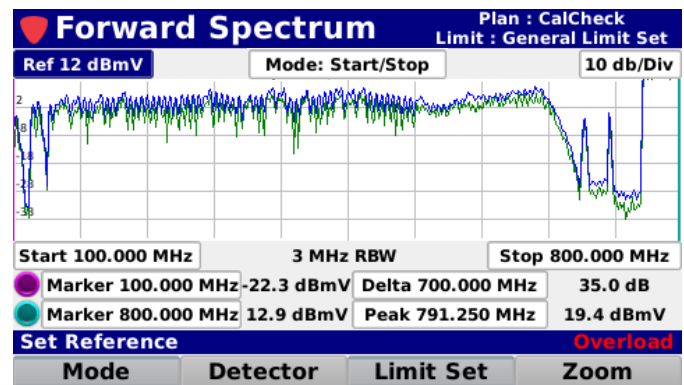 Forward Spectrum
Plan : CalCheck
Limit : General Limit Set
Ref 12 dBmV
Mode: Start/Stop
10 db/Div
2
-8
-18
-28
-38
Start 100.000 MHz
3 MHz RBW
Stop 800.000 MHz
Marker 100.000 MHz -22.3 dBmV Delta 700.000 MHz 35.0 dB
Marker 800.000 MHz 12.9 dBmV Peak 791.250 MHz 19.4 dBmV
Set Reference
Overload
Mode
Detector
Limit Set
Zoom